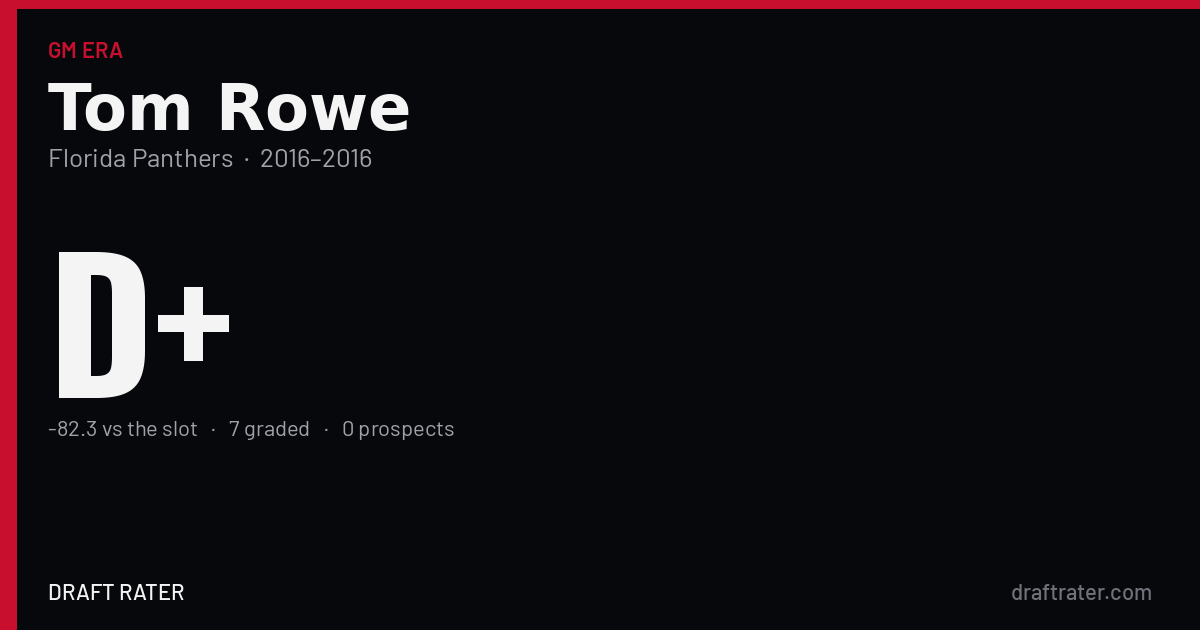 GM ERA
Tom Rowe
Florida Panthers · 2016–2016
D+
-82.3 vs the slot · 7 graded · 0 prospects
DRAFT RATER
draftrater.com